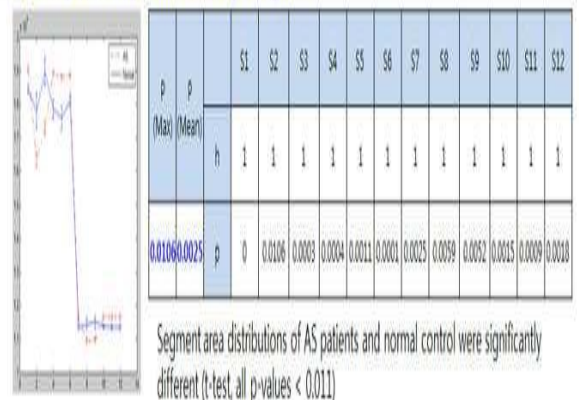 S1 S2 S3 S4 S5 S6 S7 S8 S9 S10 S11 S12
p (Max) p (Mean) h 1 1 1 1 1 1 1 1 1 1 1 1
0.0106 0.0025 p 0 0.0106 0.0003 0.0004 0.0011 0.0001 0.0025 0.0059 0.0052 0.0015 0.0009 0.0018
Segment area distributions of AS patients and normal control were significantly
different (t-test, all p-values < 0.011)